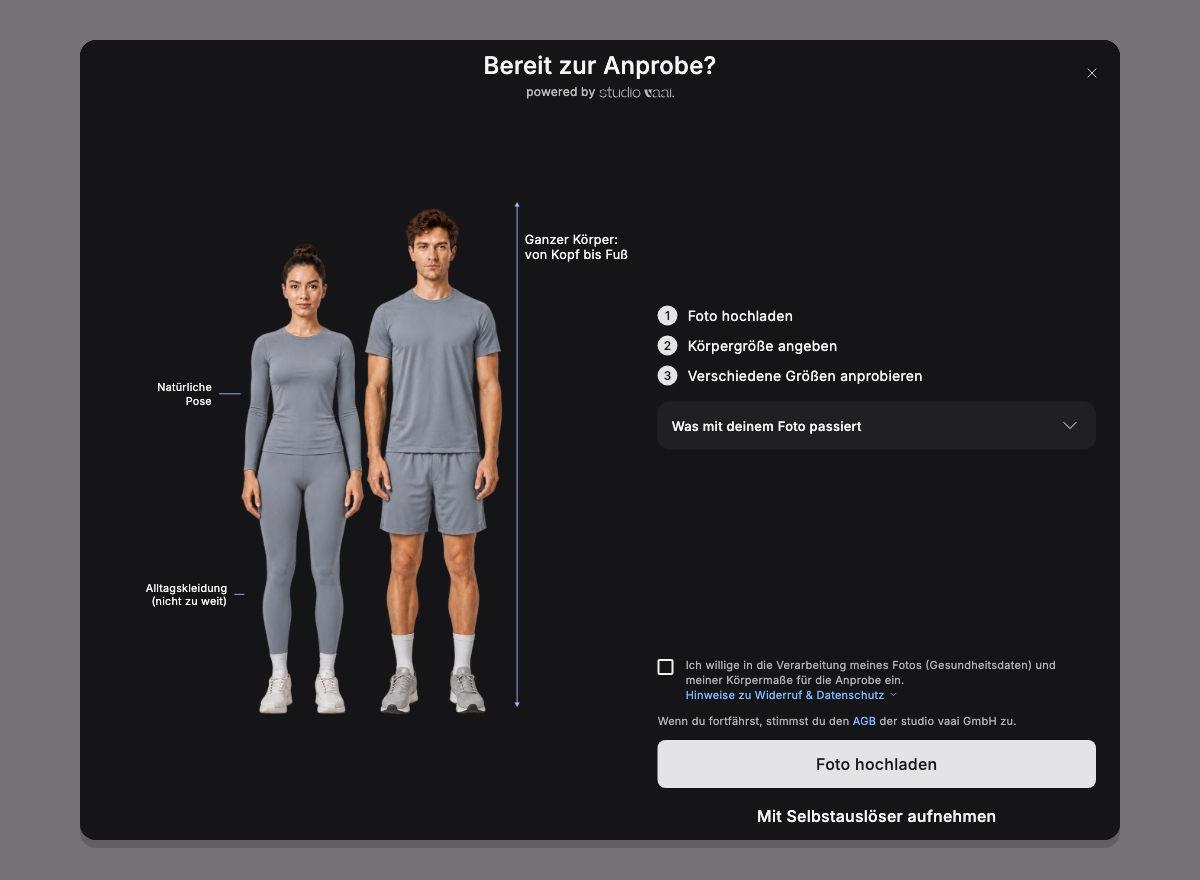 Bereit zur Anprobe?
powered by studio vaai.
Ganzer Körper:
von Kopf bis Fuß
Natürliche
Pose
Alltagskleidung
(nicht zu weit)
1 Foto hochladen
2 Körpergröße angeben
3 Verschiedene Größen anprobieren
Was mit deinem Foto passiert
Ich willige in die Verarbeitung meines Fotos (Gesundheitsdaten) und
meiner Körpermaße für die Anprobe ein.
Hinweise zu Widerruf & Datenschutz
Wenn du fortfährst, stimmst du den AGB der studio vaai GmbH zu.
Foto hochladen
Mit Selbstauslöser aufnehmen